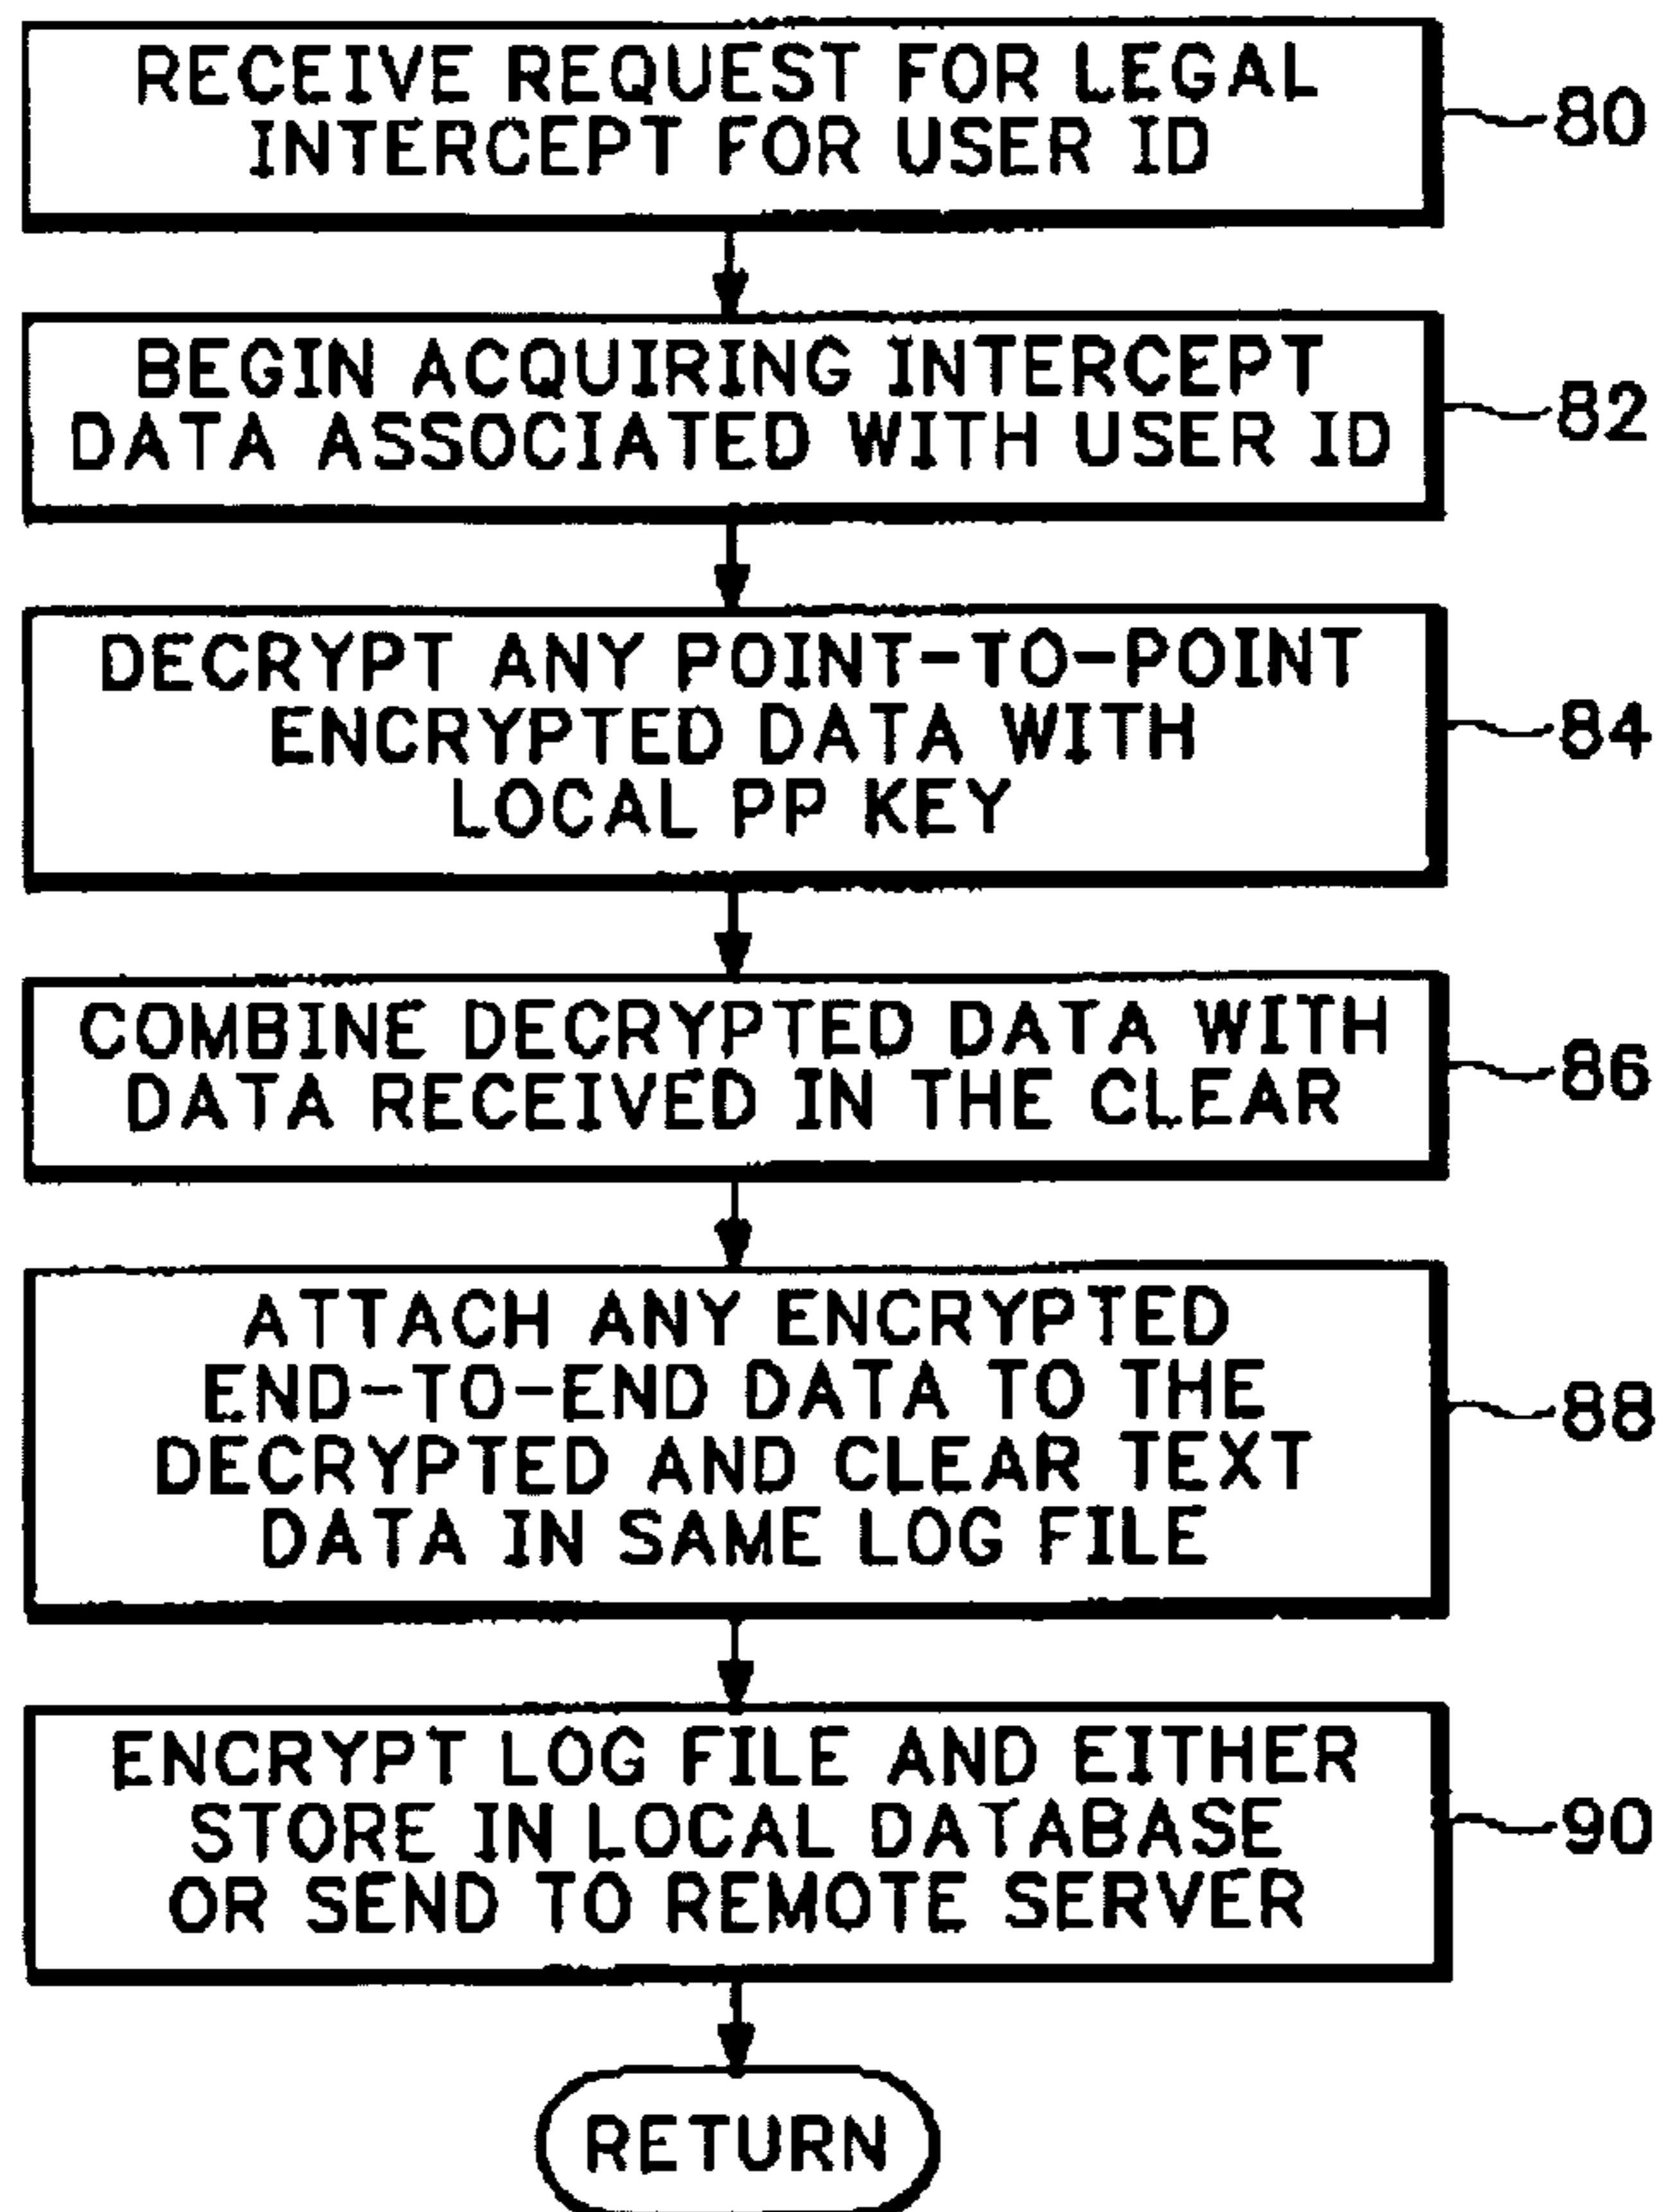 RECEIVE REQUEST FOR LEGAL
INTERCEPT FOR USER ID
80
BEGIN ACQUIRING INTERCEPT
DATA ASSOCIATED WITH USER ID
82
DECRYPT ANY POINT-TO-POINT
ENCRYPTED DATA WITH
LOCAL PP KEY
84
COMBINE DECRYPTED DATA WITH
DATA RECEIVED IN THE CLEAR
86
ATTACH ANY ENCRYPTED
END-TO-END DATA TO THE
DECRYPTED AND CLEAR TEXT
DATA IN SAME LOG FILE
88
ENCRYPT LOG FILE AND EITHER
STORE IN LOCAL DATABASE
OR SEND TO REMOTE SERVER
90
RETURN